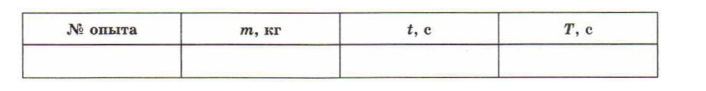 № опыта m, кг t, с T, с